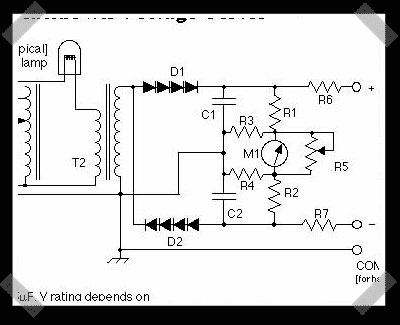 pical]
lamp
D1
R6
+
C1
R3
R1
M1
R5
T2
R4
R2
C2
R7
D2
–
COM
[for h
µF. V rating depends on